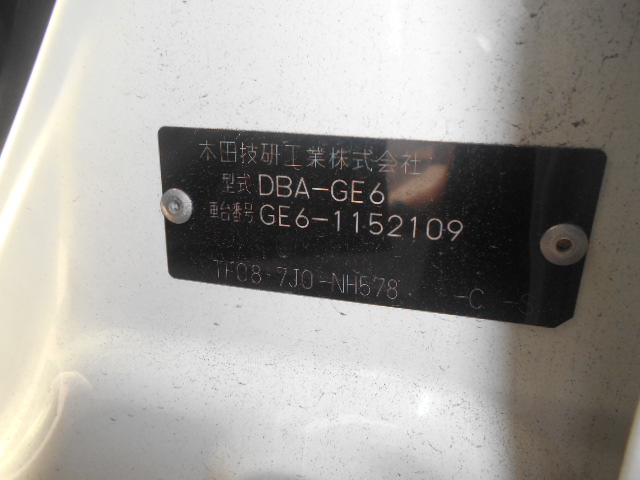 本田技研工業株式会社
型式 DBA-GE6
車台番号 GE6-1152109
TF08-7J0-NH578 -C -S